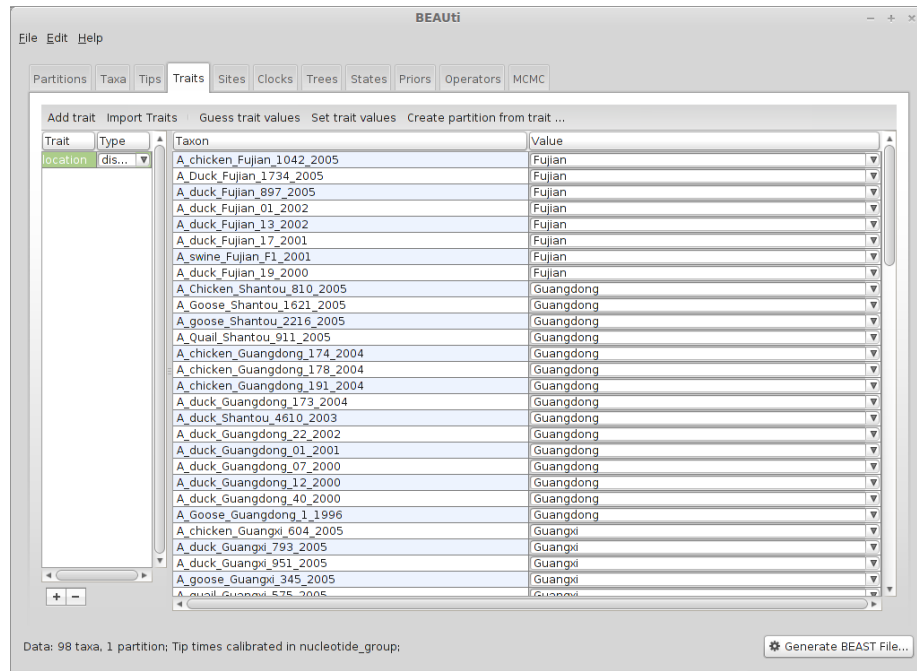 BEAUti
File Edit Help
Partitions Taxa Tips Traits Sites Clocks Trees States Priors Operators MCMC
Add trait Import Traits Guess trait values Set trait values Create partition from trait ...
Trait Type Taxon Value
location dis... A_chicken_Fujian_1042_2005 Fujian
A_Duck_Fujian_1734_2005 Fujian
A_duck_Fujian_897_2005 Fujian
A_duck_Fujian_01_2002 Fujian
A_duck_Fujian_13_2002 Fujian
A_duck_Fujian_17_2001 Fujian
A_swine_Fujian_F1_2001 Fujian
A_duck_Fujian_19_2000 Fujian
A_Chicken_Shantou_810_2005 Guangdong
A_Goose_Shantou_1621_2005 Guangdong
A_goose_Shantou_2216_2005 Guangdong
A_Quail_Shantou_911_2005 Guangdong
A_chicken_Guangdong_174_2004 Guangdong
A_chicken_Guangdong_178_2004 Guangdong
A_chicken_Guangdong_191_2004 Guangdong
A_duck_Guangdong_173_2004 Guangdong
A_duck_Shantou_4610_2003 Guangdong
A_duck_Guangdong_22_2002 Guangdong
A_duck_Guangdong_01_2001 Guangdong
A_duck_Guangdong_07_2000 Guangdong
A_duck_Guangdong_12_2000 Guangdong
A_duck_Guangdong_40_2000 Guangdong
A_Goose_Guangdong_1_1996 Guangdong
A_chicken_Guangxi_604_2005 Guangxi
A_duck_Guangxi_793_2005 Guangxi
A_duck_Guangxi_951_2005 Guangxi
A_goose_Guangxi_345_2005 Guangxi
A_quail_Guangxi_575_2005 Guangxi
Data: 98 taxa, 1 partition; Tip times calibrated in nucleotide_group;
Generate BEAST File...